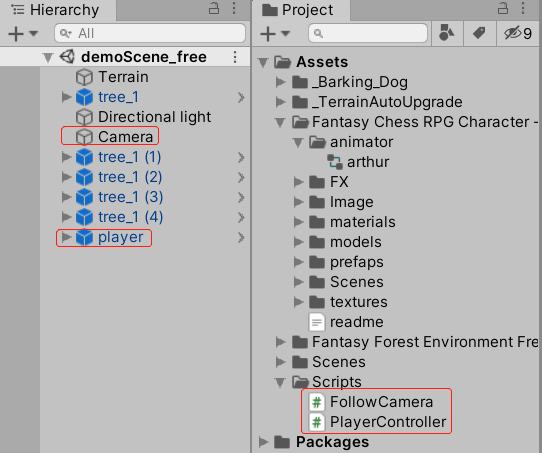 Hierarchy
All
demoScene_free
Terrain
tree_1
Directional light
Camera
tree_1 (1)
tree_1 (2)
tree_1 (3)
tree_1 (4)
player
Project
9
Assets
_Barking_Dog
_TerrainAutoUpgrade
Fantasy Chess RPG Character -
animator
arthur
FX
Image
materials
models
prefaps
Scenes
textures
readme
Fantasy Forest Environment Fre
Scenes
Scripts
# FollowCamera
# PlayerController
Packages